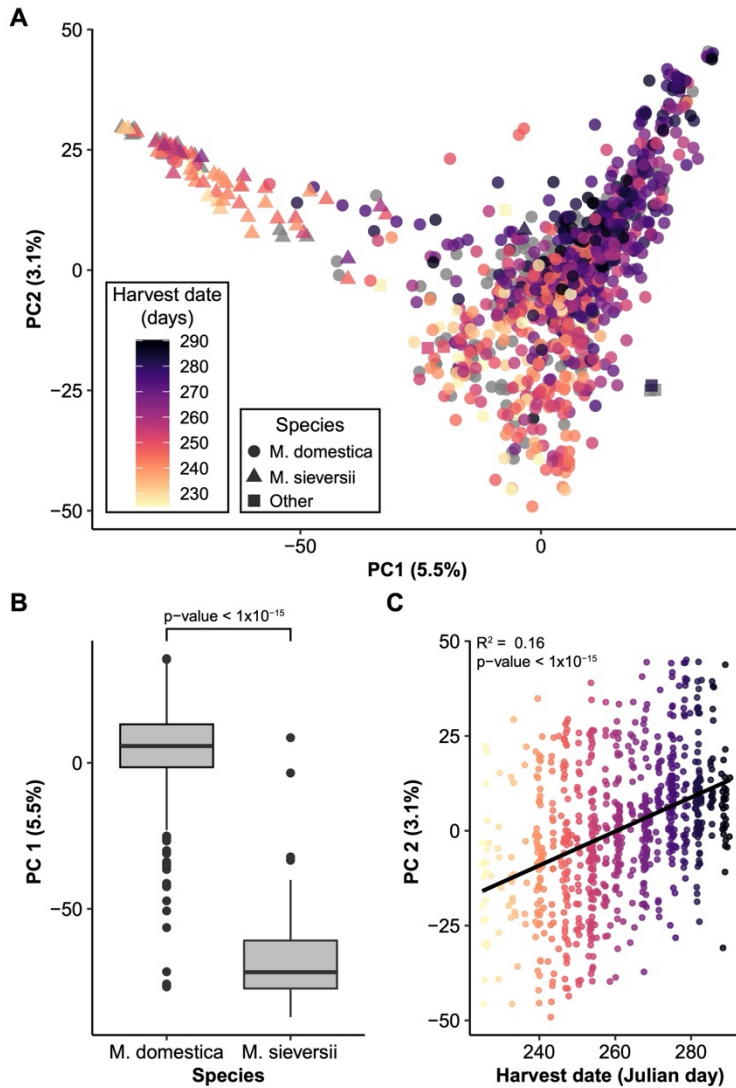 A
50
25
0
−25
−50
PC2 (3.1%)
Harvest date
(days)
290
280
270
260
250
240
230
Species
M. domestica
M. sieversii
Other
−50
0
PC1 (5.5%)
B
p−value < 1x10⁻¹⁵
0
−50
PC 1 (5.5%)
M. domestica
M. sieversii
Species
C
R² = 0.16
p−value < 1x10⁻¹⁵
50
25
0
−25
−50
PC 2 (3.1%)
240
260
280
Harvest date (Julian day)